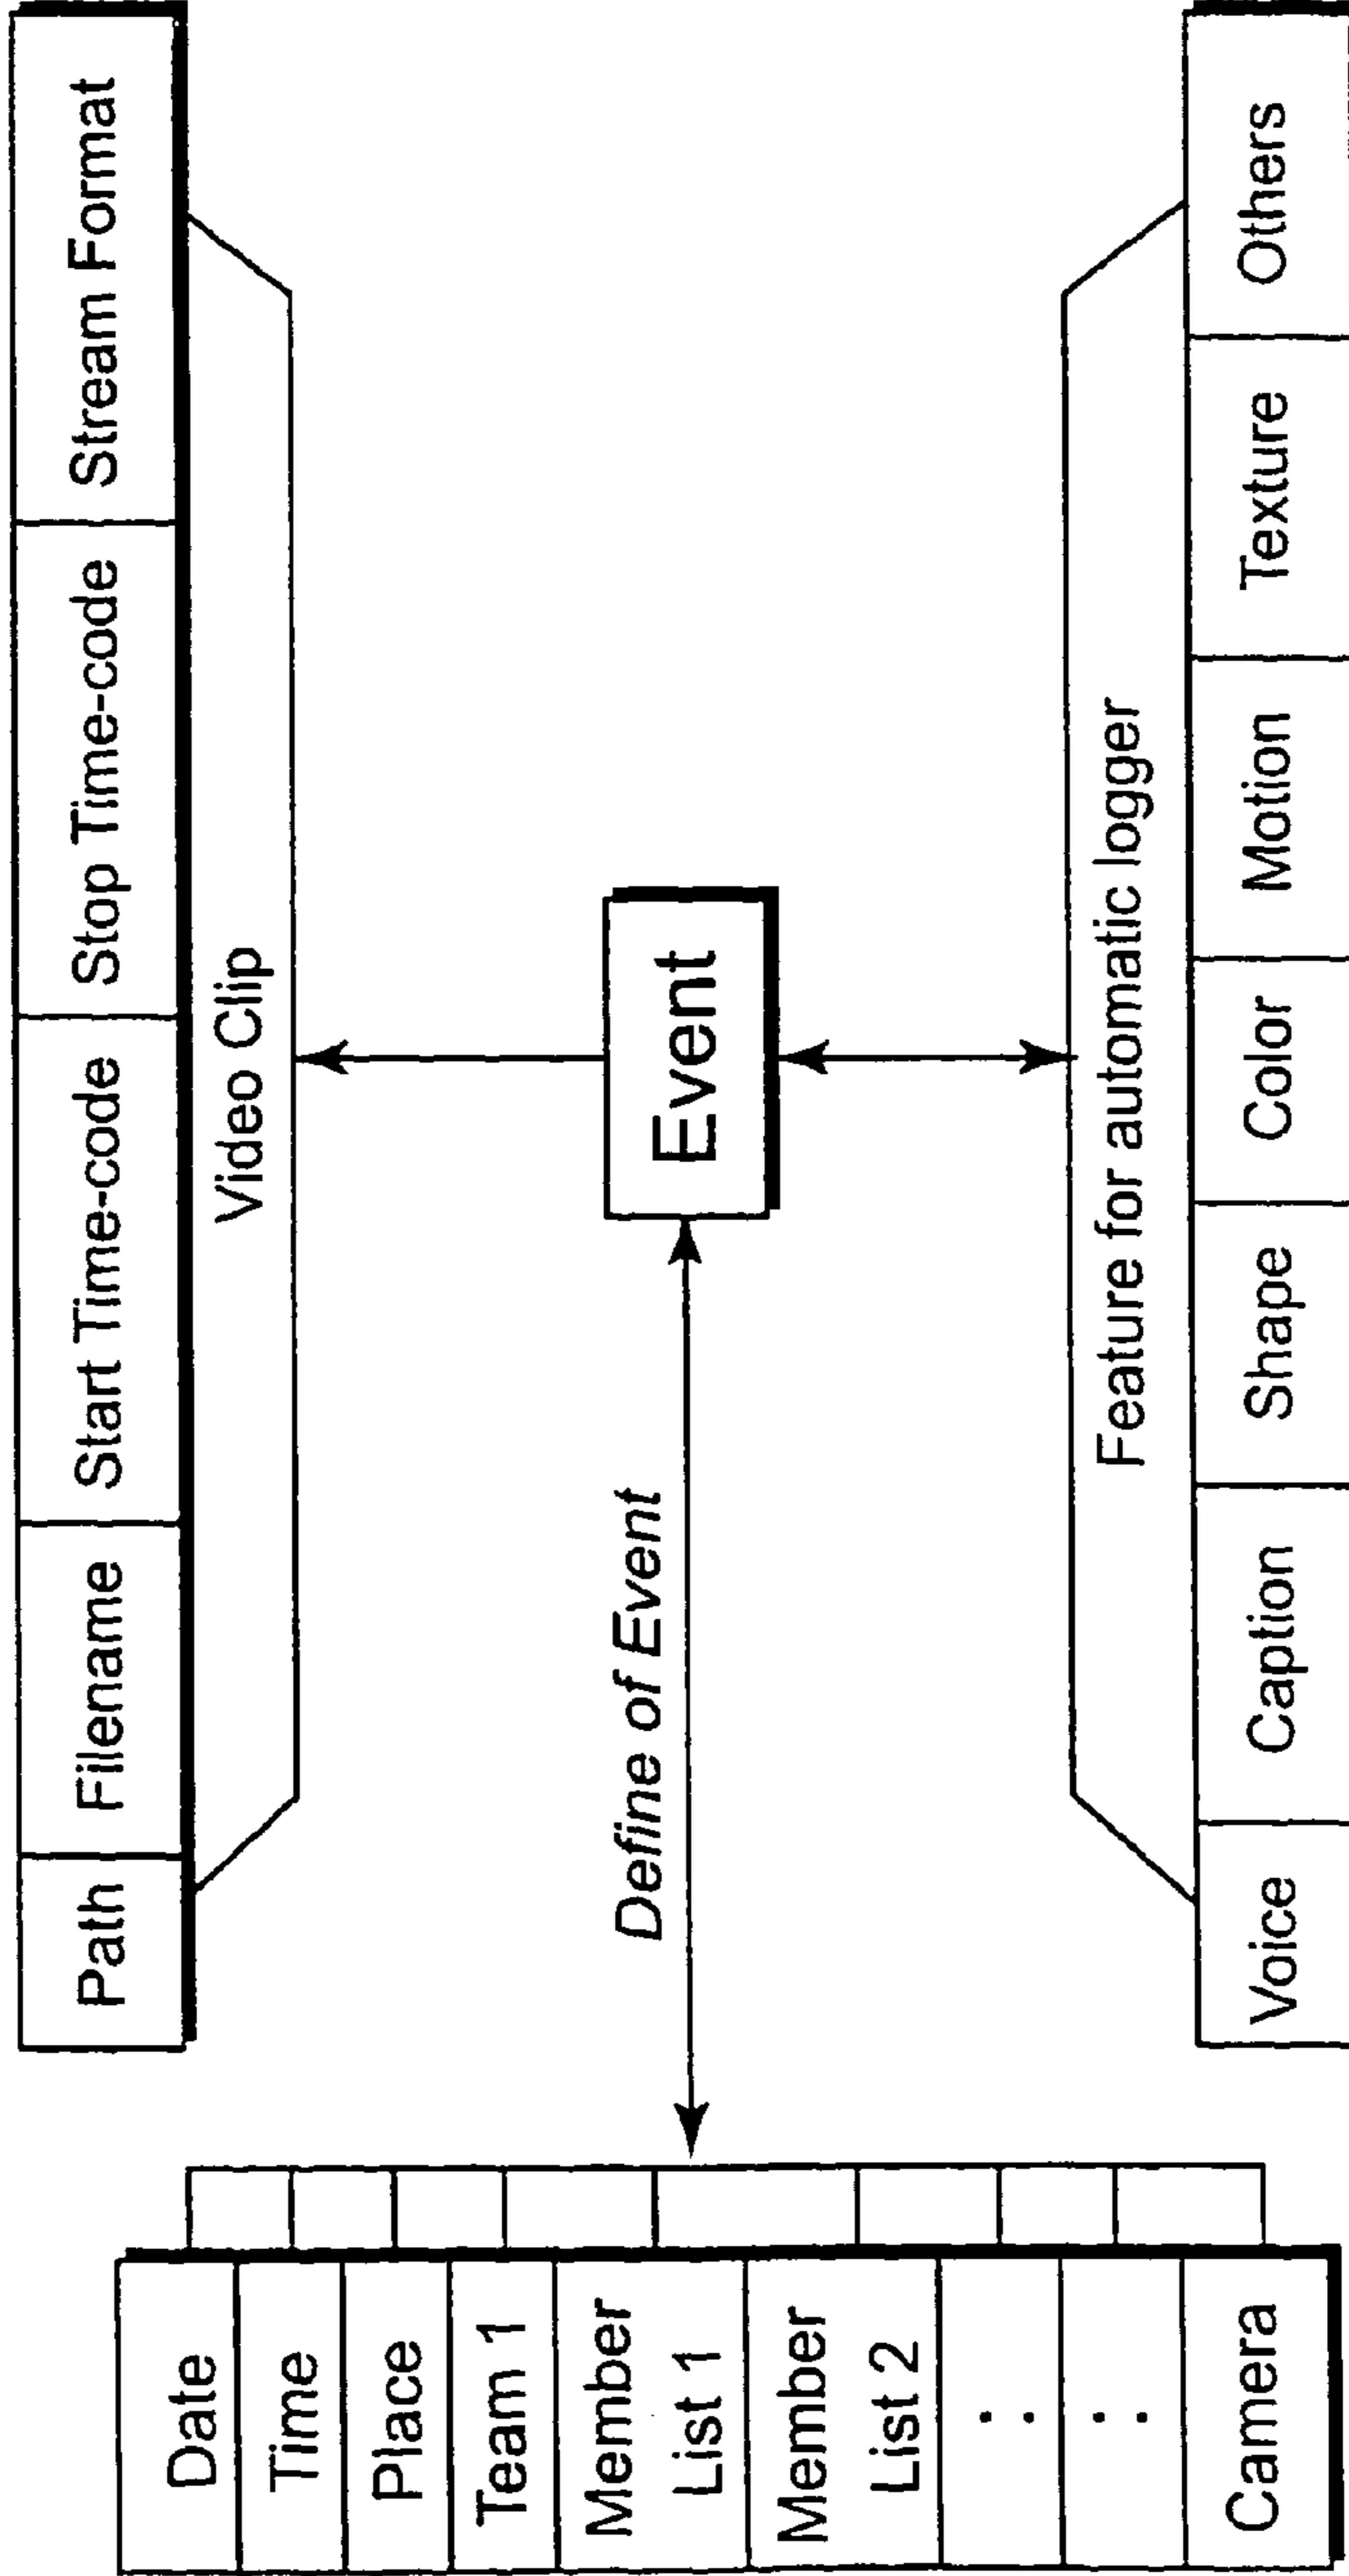 Path
Filename
Start Time-code
Stop Time-code
Stream Format
Video Clip
Date
Time
Place
Team 1
Member
List 1
Member
List 2
:
:
Camera
Define of Event
Event
Feature for automatic logger
Voice
Caption
Shape
Color
Motion
Texture
Others